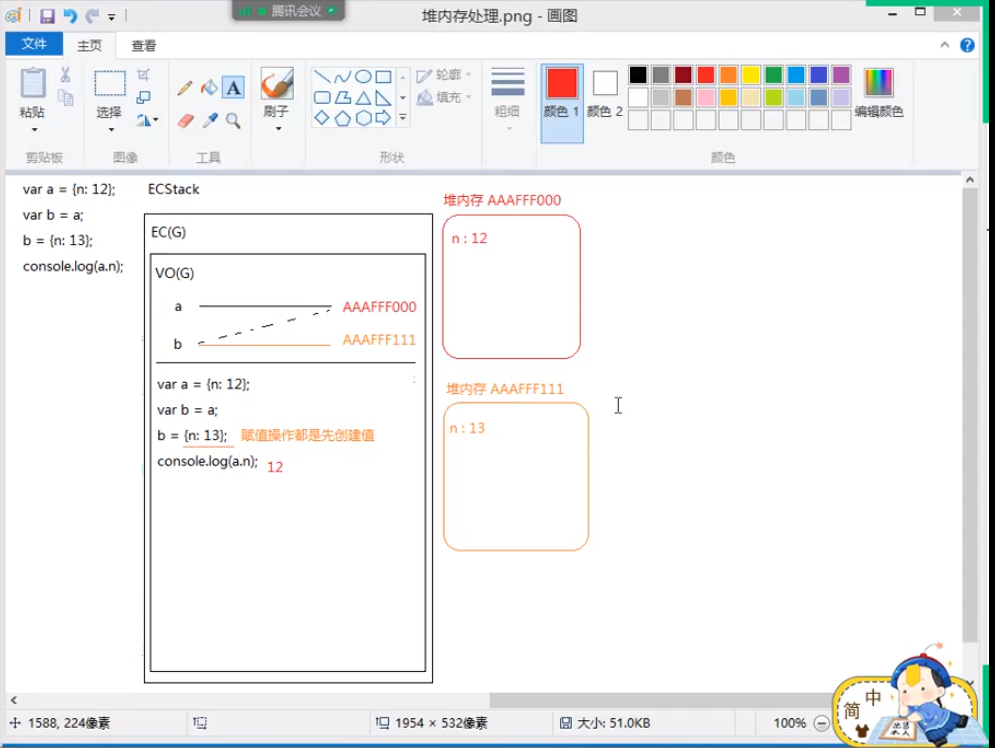 腾讯会议
堆内存处理.png - 画图
文件 主页 查看
粘贴
选择
刷子
轮廓
填充
粗细
颜色 1
颜色 2
编辑颜色
剪贴板
图像
工具
形状
颜色
var a = {n: 12};
var b = a;
b = {n: 13};
console.log(a.n);
ECStack
EC(G)
VO(G)
a AAAFFF000
b AAAFFF111
var a = {n: 12};
var b = a;
b = {n: 13}; 赋值操作都是先创建值
console.log(a.n); 12
堆内存 AAAFFF000
n : 12
堆内存 AAAFFF111
n : 13
1588, 224像素
1954 × 532像素
大小: 51.0KB
100%
简 中